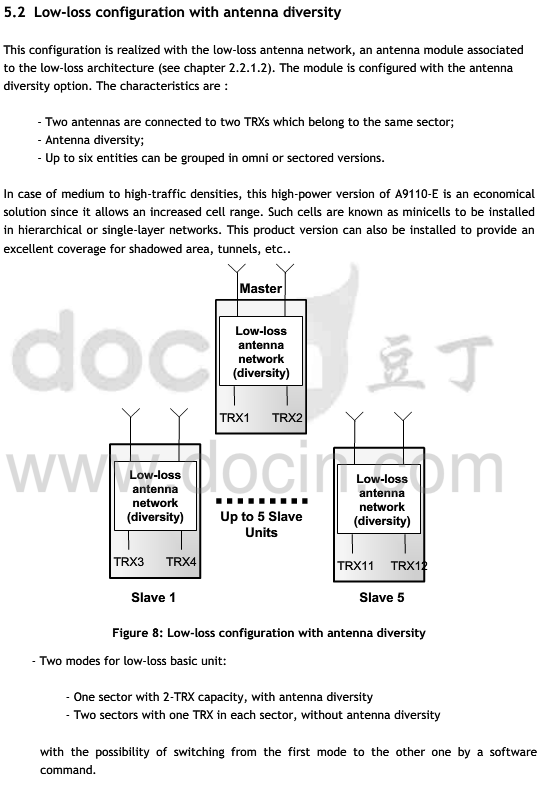 5.2 Low-loss configuration with antenna diversity
This configuration is realized with the low-loss antenna network, an antenna module associated
to the low-loss architecture (see chapter 2.2.1.2). The module is configured with the antenna
diversity option. The characteristics are :
- Two antennas are connected to two TRXs which belong to the same sector;
- Antenna diversity;
- Up to six entities can be grouped in omni or sectored versions.
In case of medium to high-traffic densities, this high-power version of A9110-E is an economical
solution since it allows an increased cell range. Such cells are known as minicells to be installed
in hierarchical or single-layer networks. This product version can also be installed to provide an
excellent coverage for shadowed area, tunnels, etc..
Master
Low-loss
antenna
network
(diversity)
TRX1 TRX2
docin 豆丁
www.docin.com
Low-loss
antenna
network
(diversity)
TRX3 TRX4
Slave 1
Up to 5 Slave
Units
Low-loss
antenna
network
(diversity)
TRX11 TRX12
Slave 5
Figure 8: Low-loss configuration with antenna diversity
- Two modes for low-loss basic unit:
- One sector with 2-TRX capacity, with antenna diversity
- Two sectors with one TRX in each sector, without antenna diversity
with the possibility of switching from the first mode to the other one by a software
command.